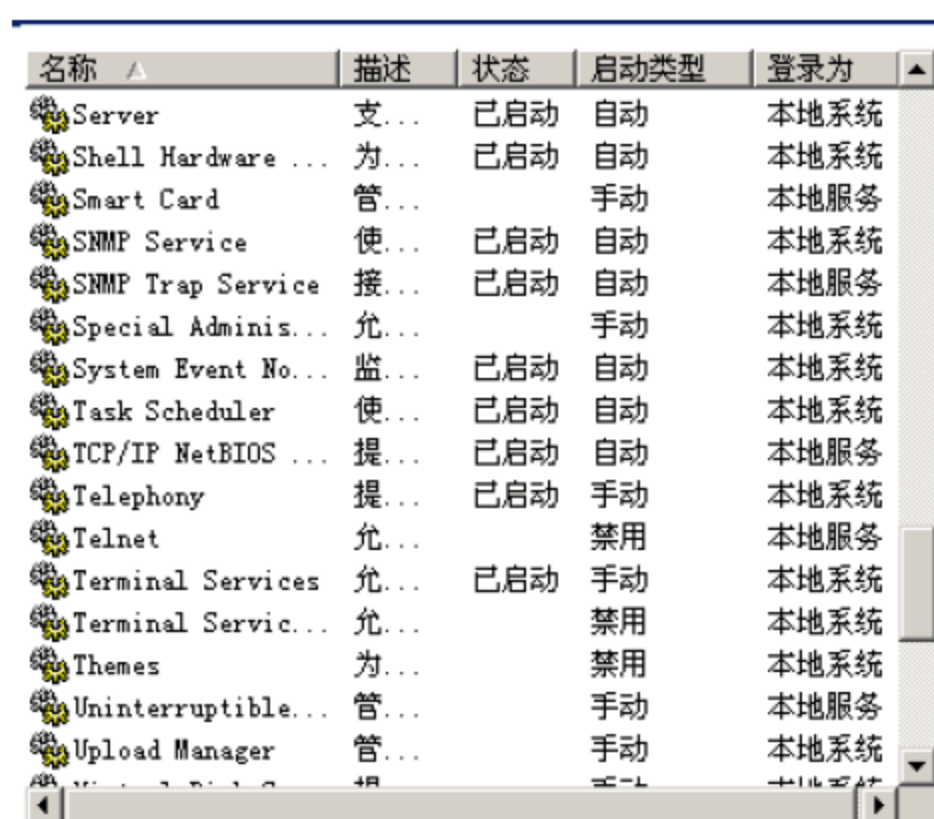 名称 描述 状态 启动类型 登录为
Server 支... 已启动 自动 本地系统
Shell Hardware ... 为... 已启动 自动 本地系统
Smart Card 管... 手动 本地服务
SNMP Service 使... 已启动 自动 本地系统
SNMP Trap Service 接... 已启动 自动 本地服务
Special Adminis... 允... 手动 本地系统
System Event No... 监... 已启动 自动 本地系统
Task Scheduler 使... 已启动 自动 本地系统
TCP/IP NetBIOS ... 提... 已启动 自动 本地服务
Telephony 提... 已启动 手动 本地系统
Telnet 允... 禁用 本地服务
Terminal Services 允... 已启动 手动 本地系统
Terminal Servic... 允... 禁用 本地系统
Themes 为... 禁用 本地系统
Uninterruptible... 管... 手动 本地服务
Upload Manager 管... 手动 本地系统